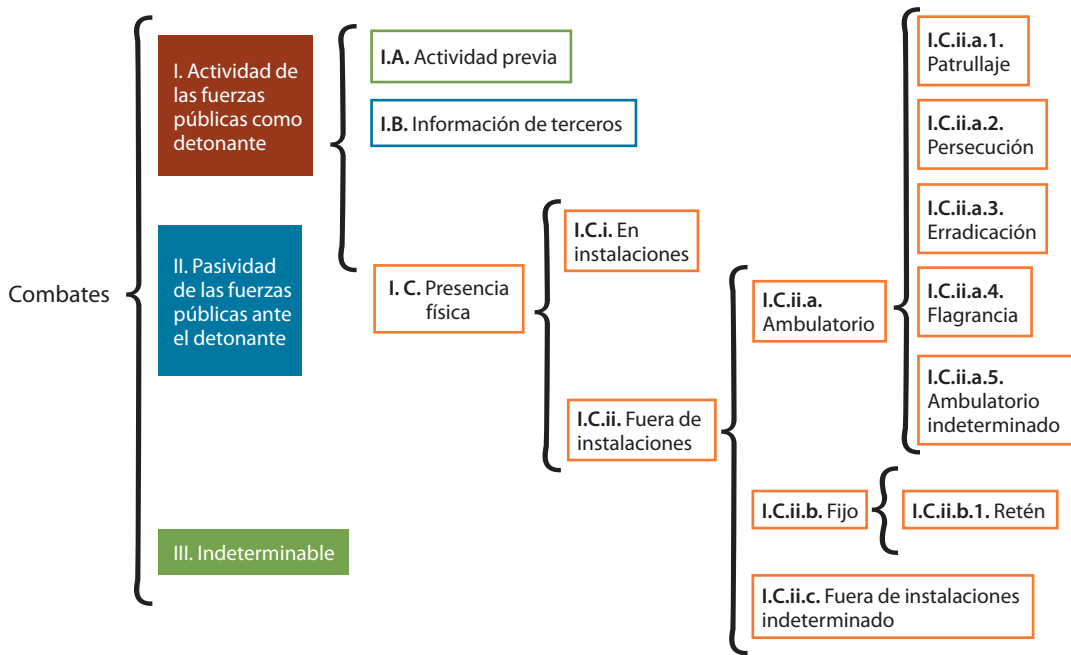 Combates
I. Actividad de
las fuerzas
públicas como
detonante
II. Pasividad
de las fuerzas
públicas ante
el detonante
III. Indeterminable
I.A. Actividad previa
I.B. Información de terceros
I. C. Presencia
física
I.C.i. En
instalaciones
I.C.ii. Fuera de
instalaciones
I.C.ii.a.
Ambulatorio
I.C.ii.b. Fijo
I.C.ii.c. Fuera de instalaciones
indeterminado
I.C.ii.a.1.
Patrullaje
I.C.ii.a.2.
Persecución
I.C.ii.a.3.
Erradicación
I.C.ii.a.4.
Flagrancia
I.C.ii.a.5.
Ambulatorio
indeterminado
I.C.ii.b.1. Retén